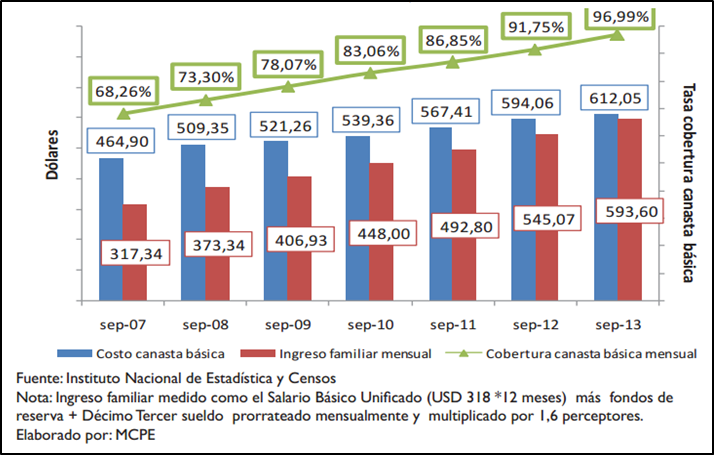 96,99%
91,75%
86,85%
83,06%
78,07%
73,30%
68,26%
612,05
594,06
567,41
539,36
521,26
509,35
464,90
Dólares
Tasa cobertura canasta básica
593,60
545,07
492,80
448,00
406,93
373,34
317,34
sep-07 sep-08 sep-09 sep-10 sep-11 sep-12 sep-13
Costo canasta básica Ingreso familiar mensual Cobertura canasta básica mensual
Fuente: Instituto Nacional de Estadística y Censos
Nota: Ingreso familiar medido como el Salario Básico Unificado (USD 318 *12 meses) más fondos de
reserva + Décimo Tercer sueldo prorrateado mensualmente y multiplicado por 1,6 perceptores.
Elaborado por: MCPE